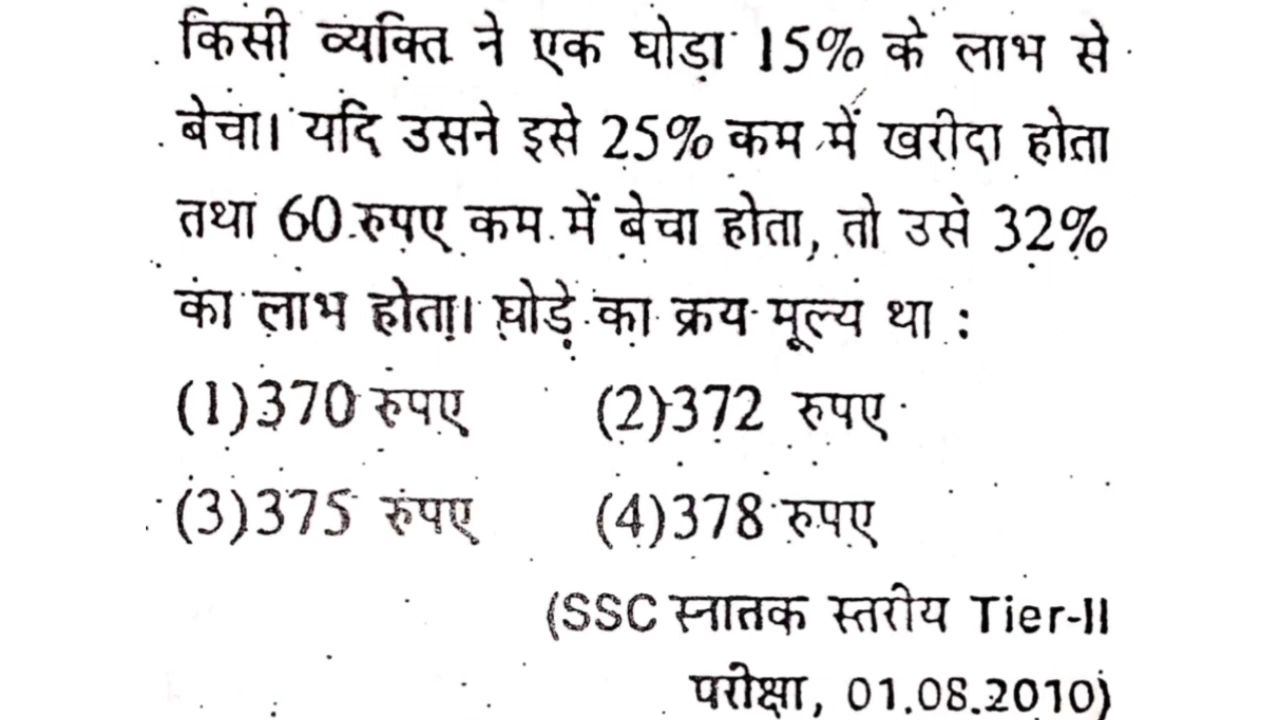 किसी व्यक्ति ने एक घोड़ा 15% के लाभ से
बेचा। यदि उसने इसे 25% कम में खरीदा होता
तथा 60 रुपए कम में बेचा होता, तो उसे 32%
का लाभ होता। घोड़े का क्रय मूल्य था :
(1) 370 रुपए (2) 372 रुपए
(3) 375 रुपए (4) 378 रुपए
(SSC स्नातक स्तरीय Tier-II
परीक्षा, 01.08.2010)